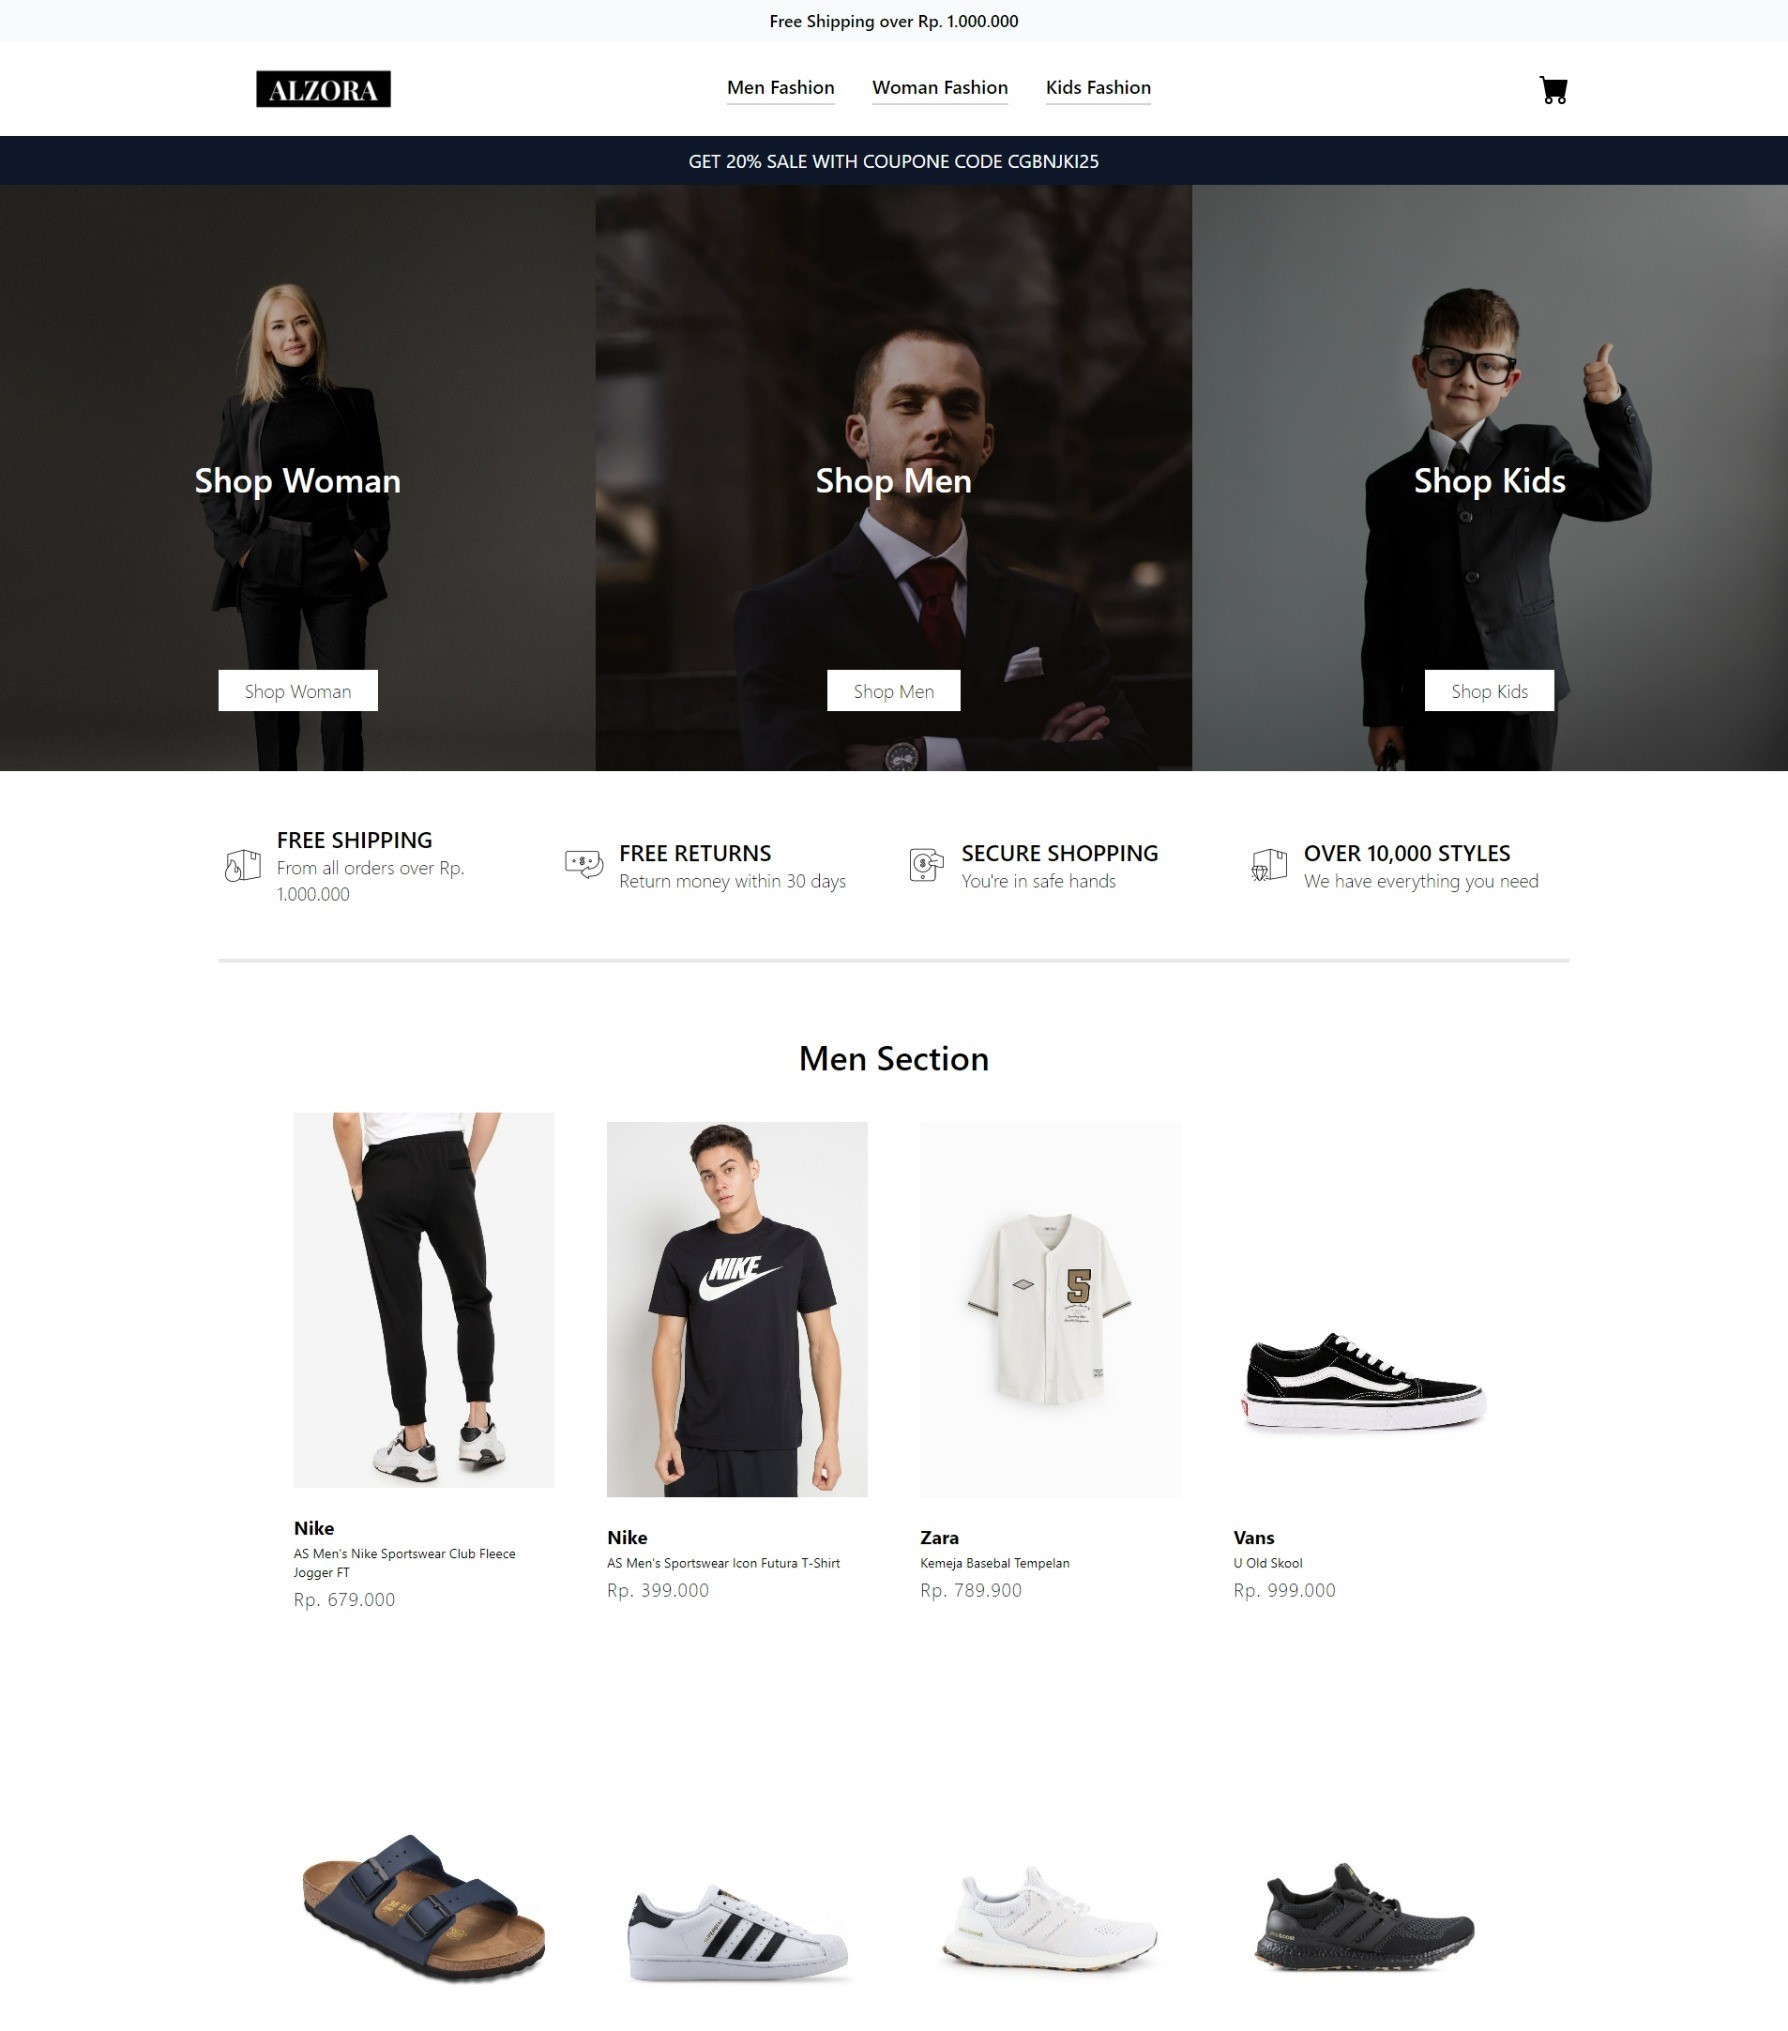 Free Shipping over Rp. 1.000.000
ALZORA
Men Fashion
Woman Fashion
Kids Fashion
GET 20% SALE WITH COUPONE CODE CGBNJKI25
Shop Woman
Shop Men
Shop Kids
Shop Woman
Shop Men
Shop Kids
FREE SHIPPING
From all orders over Rp.
1.000.000
FREE RETURNS
Return money within 30 days
SECURE SHOPPING
You're in safe hands
OVER 10,000 STYLES
We have everything you need
Men Section
NIKE
5
Nike
AS Men's Nike Sportswear Club Fleece
Jogger FT
Rp. 679.000
Nike
AS Men's Sportswear Icon Futura T-Shirt
Rp. 399.000
Zara
Kemeja Basebal Tempelan
Rp. 789.900
Vans
U Old Skool
Rp. 999.000